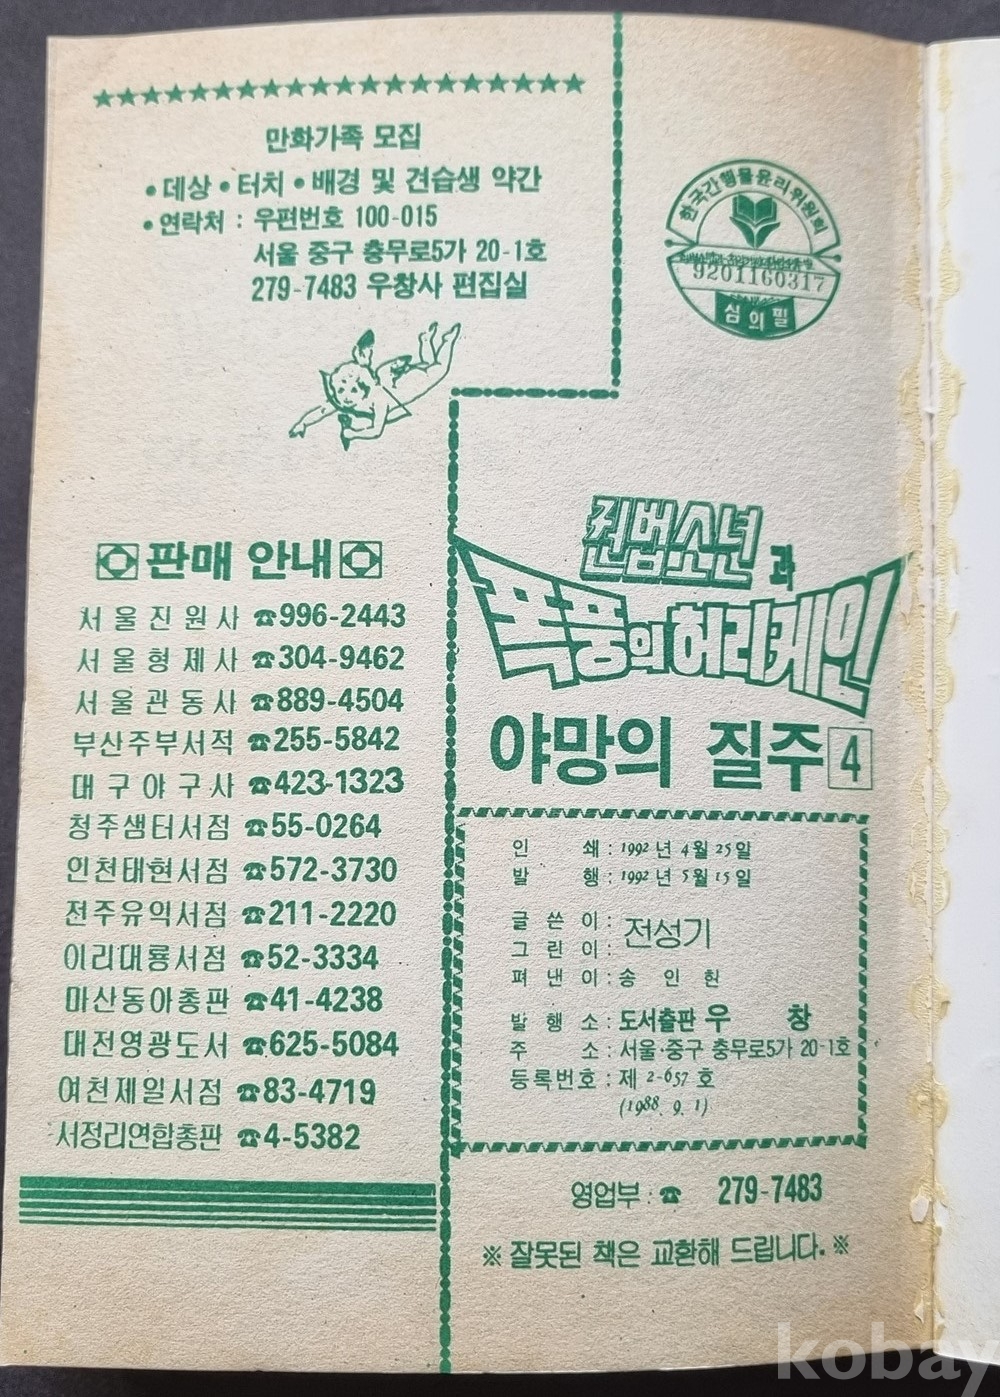 만화가족 모집
• 데상 • 터치 • 배경 및 견습생 약간
• 연락처 : 우편번호 100-015
서울 중구 충무로5가 20-1호
279-7483 우창사 편집실
한국간행물윤리위원회
9201160317
심의필
판매 안내
서울진원사 ☎996-2443
서울형제사 ☎304-9462
서울관동사 ☎889-4504
부산주부서적 ☎255-5842
대구야구사 ☎423-1323
청주샘터서점 ☎55-0264
인천태현서점 ☎572-3730
전주유익서점 ☎211-2220
이리대룡서점 ☎52-3334
마산동아총판 ☎41-4238
대전영광도서 ☎625-5084
여천제일서점 ☎83-4719
서정리연합총판 ☎4-5382
소년과
폭풍의 허리케인
야망의 질주 4
인 쇄 : 1992년 4월 25일
발 행 : 1992년 5월 15일
글 쓴 이 :
그 린 이 : 전성기
펴 낸 이 : 송 인 헌
발 행 소 : 도서출판 우 창
주 소 : 서울·중구 충무로5가 20-1호
등록번호 : 제 2-657 호
(1988. 9. 1)
영업부 : ☎ 279-7483
※ 잘못된 책은 교환해 드립니다. ※
kobay